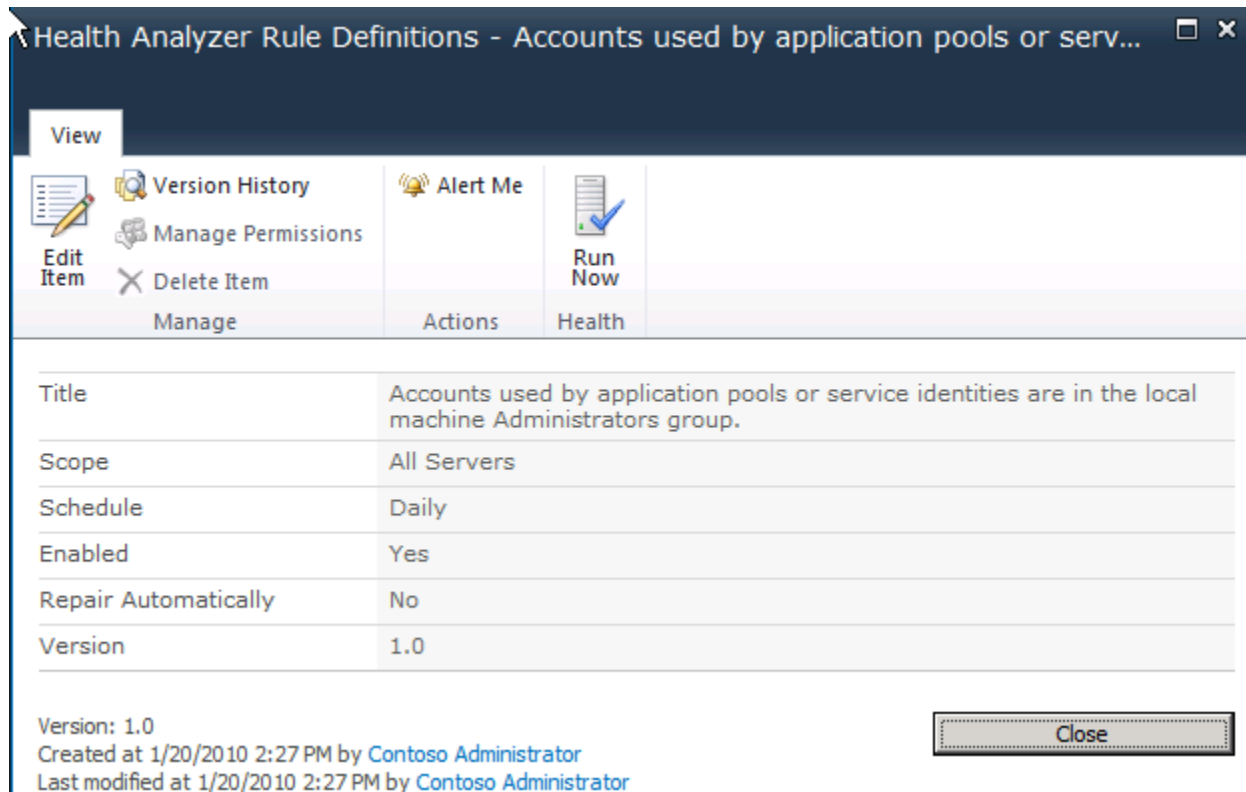 Health Analyzer Rule Definitions - Accounts used by application pools or serv...
View
Edit
Item
Version History
Manage Permissions
Delete Item
Manage
Alert Me
Actions
Run
Now
Health
Title
Accounts used by application pools or service identities are in the local
machine Administrators group.
Scope
All Servers
Schedule
Daily
Enabled
Yes
Repair Automatically
No
Version
1.0
Version: 1.0
Created at 1/20/2010 2:27 PM by Contoso Administrator
Last modified at 1/20/2010 2:27 PM by Contoso Administrator
Close